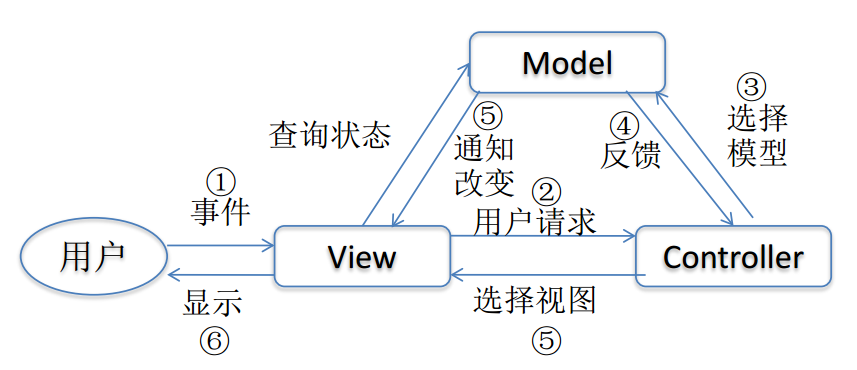 Model
查询状态
⑤
通知
改变
④
反馈
③
选择
模型
①
事件
②
用户请求
用户
View
Controller
显示
⑥
选择视图
⑤